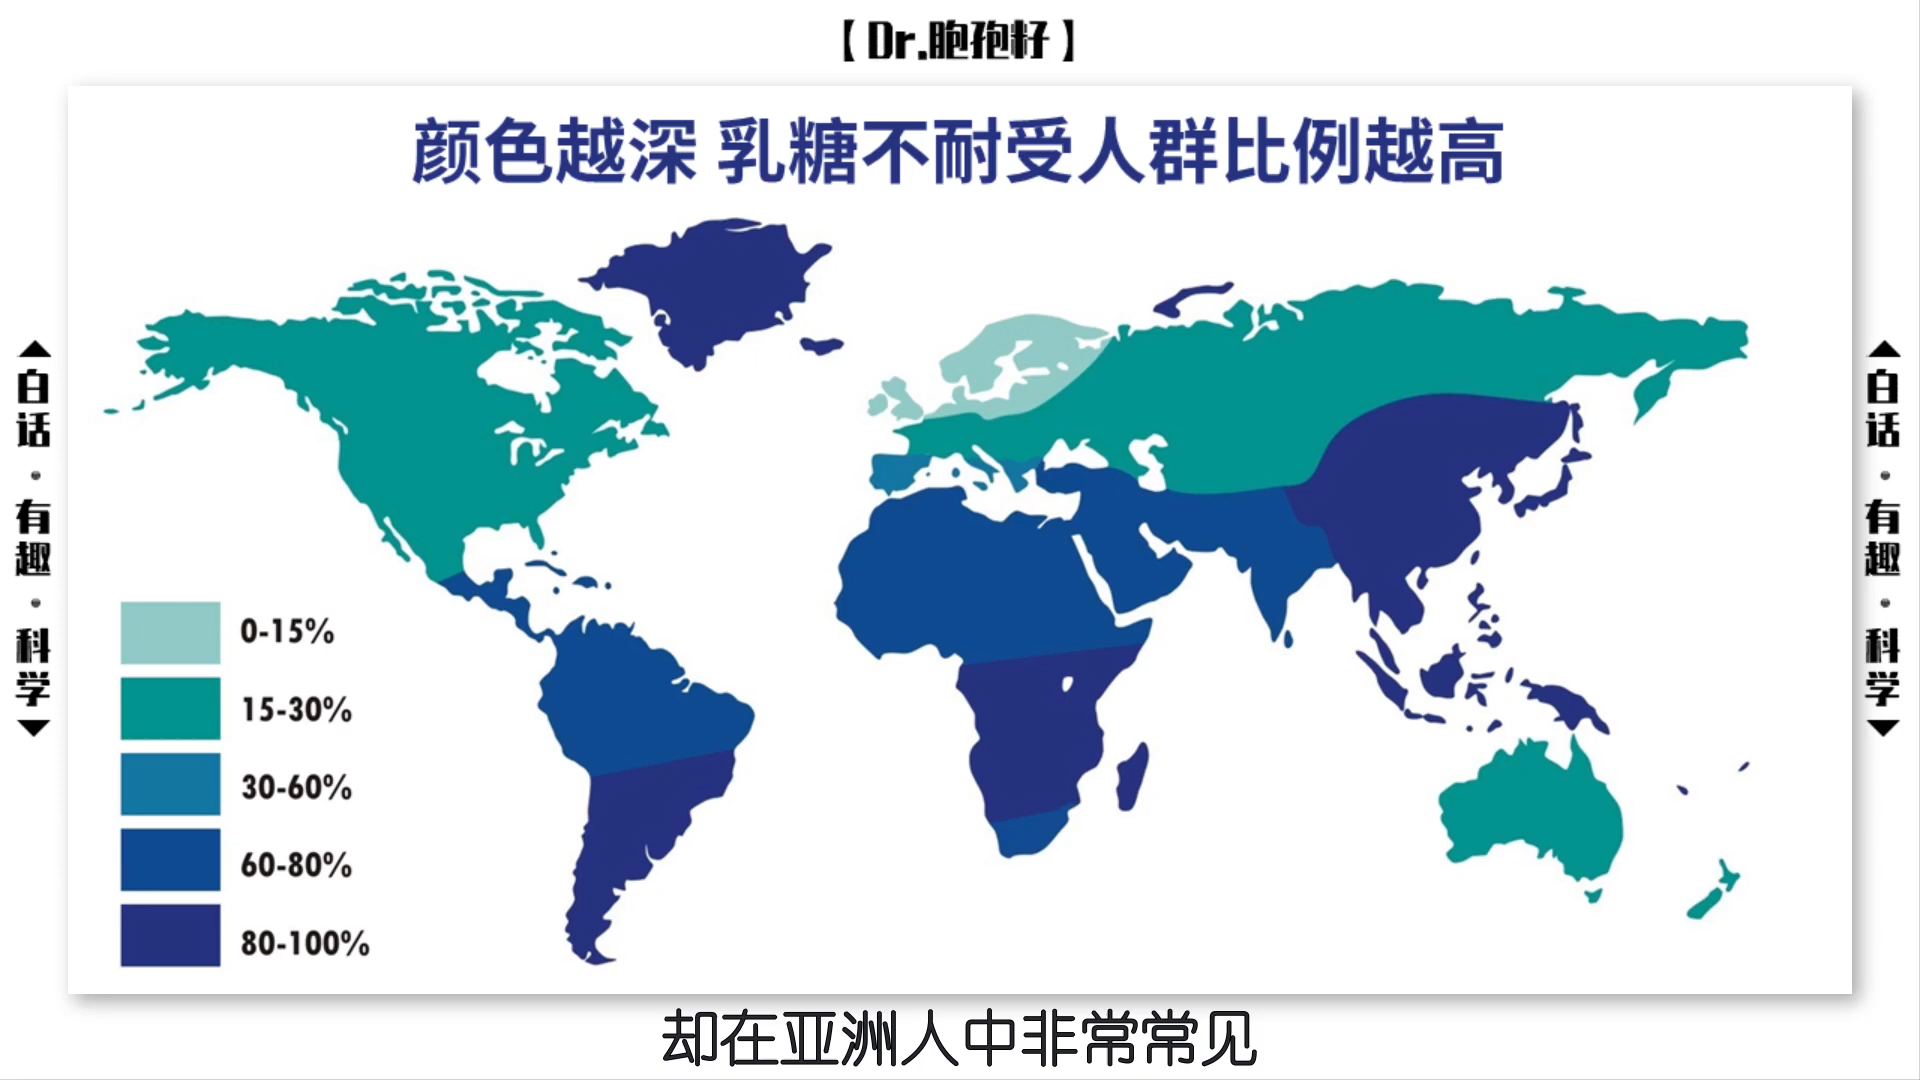 【Dr.胞孢籽】
颜色越深 乳糖不耐受人群比例越高
白话·有趣·科学
白话·有趣·科学
0-15%
15-30%
30-60%
60-80%
80-100%
却在亚洲人中非常常见